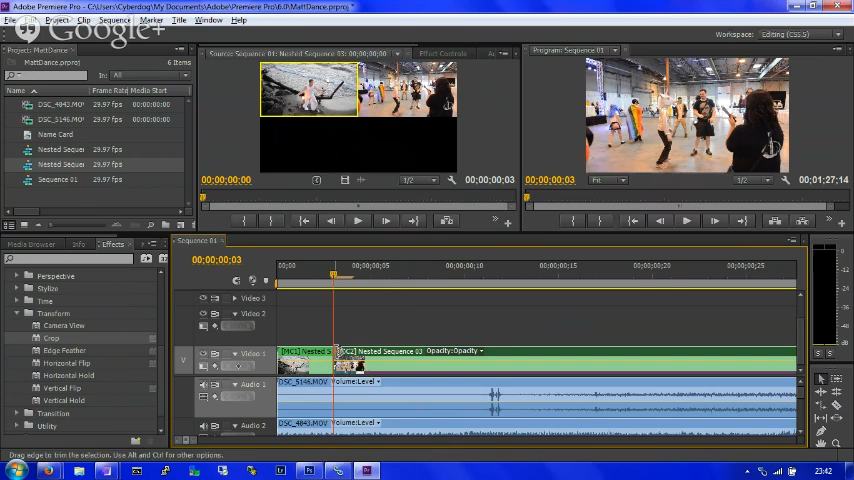 Adobe Premiere Pro - C:\Users\Cyberdog\My Documents\Adobe\Premiere Pro\6.0\MattDance.prproj *
File Edit Project Clip Sequence Marker Title Window Help
Google+
Workspace: Editing (CS5.5)
Project: MattDance
Source: Sequence 01: Nested Sequence 03: 00;00;00;00
Effect Controls
Program: Sequence 01
MattDance.prproj
6 Items
In: All
Name
Frame Rate
Media Start
DSC_4843.MOV
29.97 fps
00:00:00:00
DSC_5146.MOV
29.97 fps
00:00:00:00
Name Card
Nested Sequen
29.97 fps
Nested Seque
29.97 fps
Sequence 01
29.97 fps
00;00;00;00
1/2
00;00;00;03
00;00;00;03
Fit
1/2
00;01;27;14
Media Browser
Info
Effects
Sequence 01
00;00;00;03
00;00
00;00;00;05
00;00;00;10
00;00;00;15
00;00;00;20
00;00;00;25
Perspective
Stylize
Time
Transform
Camera View
Crop
Edge Feather
Horizontal Flip
Horizontal Hold
Vertical Flip
Vertical Hold
Transition
Utility
Video 3
Video 2
V
Video 1
[MC1] Nested S
[MC2] Nested Sequence 03 Opacity:Opacity
Audio 1
DSC_5146.MOV Volume:Level
Audio 2
DSC_4843.MOV Volume:Level
0
S S
Drag edge to trim the selection. Use Alt and Ctrl for other options.
23:42